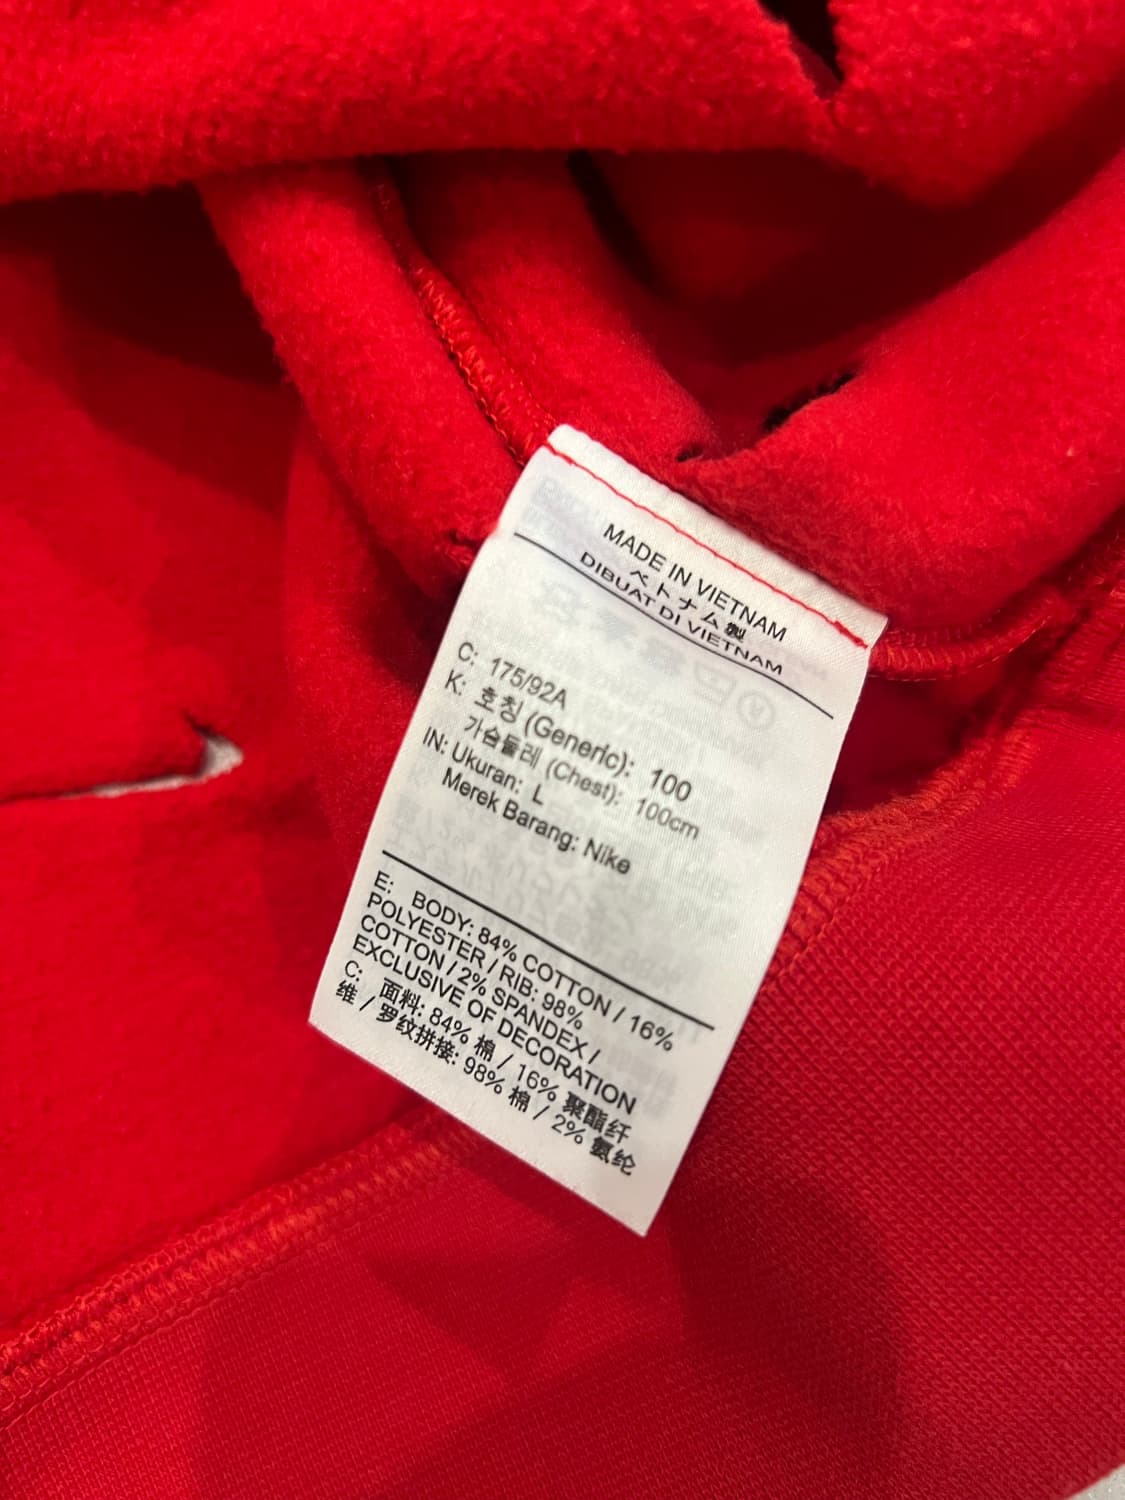 MADE IN VIETNAM
ベトナム製
DIBUAT DI VIETNAM
C: 175/92A
K: 호칭 (Generic): 100
가슴둘레 (Chest): 100cm
IN: Ukuran: L
Merek Barang: Nike
E: BODY: 84% COTTON / 16%
POLYESTER / RIB: 98%
COTTON / 2% SPANDEX /
EXCLUSIVE OF DECORATION
C: 面料: 84% 棉 / 16% 聚酯纤
维 / 罗纹拼接: 98% 棉 / 2% 氨纶